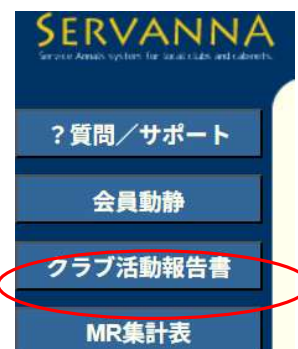 SERVANNA
Service Annals system for local clubs and cabinets.
?質問／サポート
会員動静
クラブ活動報告書
MR集計表